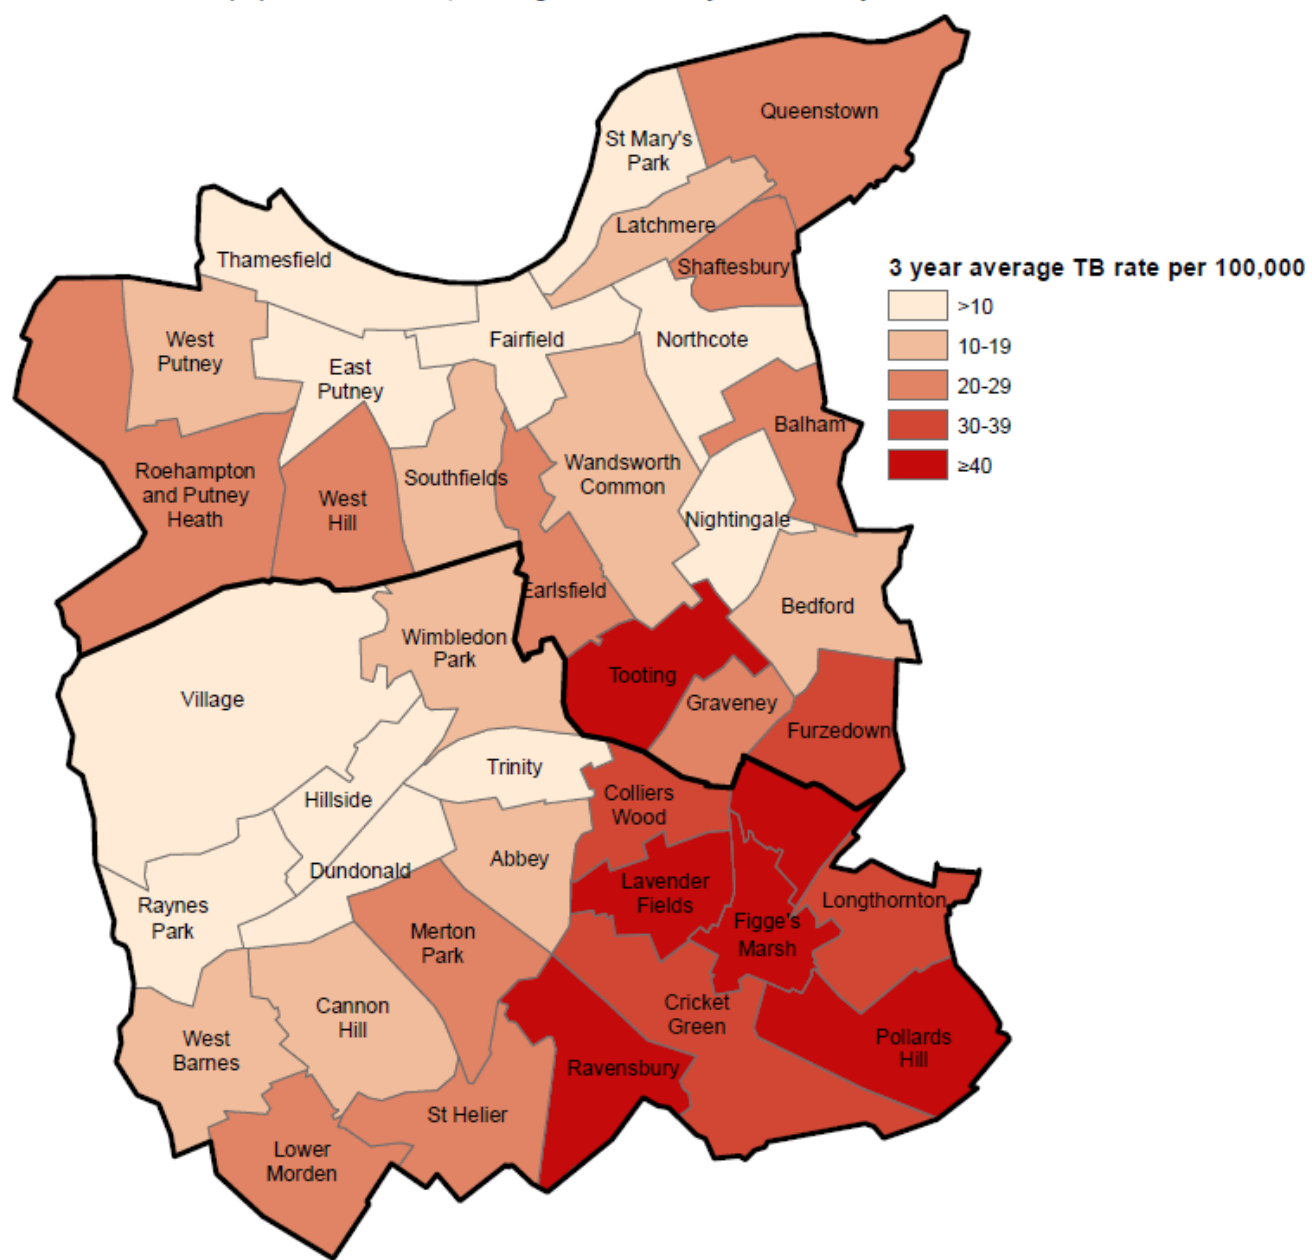 Queenstown
St Mary's
Park
Latchmere
Shaftesbury
Thamesfield
3 year average TB rate per 100,000
>10
10-19
20-29
30-39
≥40
West
Putney
East
Putney
Fairfield
Northcote
Balham
Roehampton
and Putney
Heath
West
Hill
Southfields
Wandsworth
Common
Nightingale
Earlsfield
Bedford
Wimbledon
Park
Tooting
Graveney
Furzedown
Village
Trinity
Hillside
Colliers
Wood
Dundonald
Abbey
Lavender
Fields
Longthornton
Raynes
Park
Merton
Park
Figge's
Marsh
Cannon
Hill
Cricket
Green
West
Barnes
Pollards
Hill
Ravensbury
St Helier
Lower
Morden